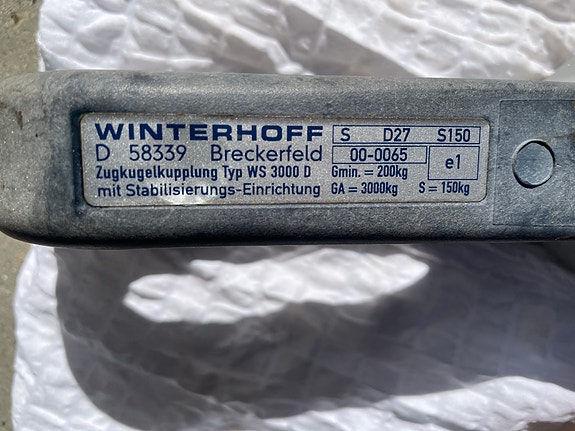 WINTERHOFF
D 58339 Breckerfeld
Zugkugelkupplung Typ WS 3000 D
mit Stabilisierungs-Einrichtung
S D27 S150
00-0065 e1
Gmin. = 200kg
GA = 3000kg S = 150kg